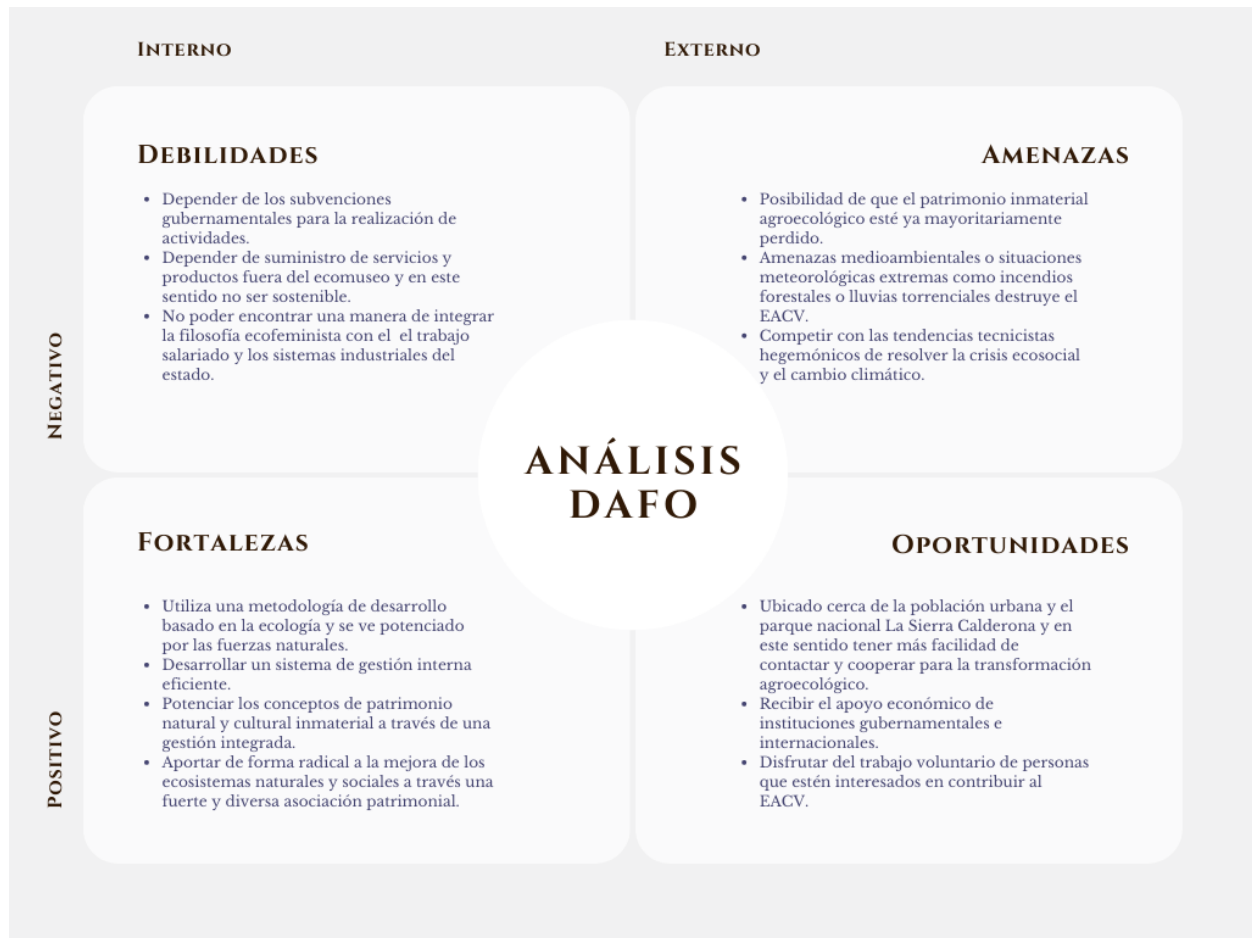 Interno
Externo
Negativo
Debilidades
Depender de los subvenciones
gubernamentales para la realización de
actividades.
Depender de suministro de servicios y
productos fuera del ecomuseo y en este
sentido no ser sostenible.
No poder encontrar una manera de integrar
la filosofía ecofeminista con el  el trabajo
salariado y los sistemas industriales del
estado.
Amenazas
Posibilidad de que el patrimonio inmaterial
agroecológico esté ya mayoritariamente
perdido.
Amenazas medioambientales o situaciones
meteorológicas extremas como incendios
forestales o lluvias torrenciales destruye el
EACV.
Competir con las tendencias tecnicistas
hegemónicos de resolver la crisis ecosocial
y el cambio climático.
ANÁLISIS
DAFO
Positivo
Fortalezas
Utiliza una metodología de desarrollo
basado en la ecología y se ve potenciado
por las fuerzas naturales.
Desarrollar un sistema de gestión interna
eficiente.
Potenciar los conceptos de patrimonio
natural y cultural inmaterial a través de una
gestión integrada.
Aportar de forma radical a la mejora de los
ecosistemas naturales y sociales a través una
fuerte y diversa asociación patrimonial.
Oportunidades
Ubicado cerca de la población urbana y el
parque nacional La Sierra Calderona y en
este sentido tener más facilidad de
contactar y cooperar para la transformación
agroecológico.
Recibir el apoyo económico de
instituciones gubernamentales e
internacionales.
Disfrutar del trabajo voluntario de personas
que estén interesados en contribuir al
EACV.